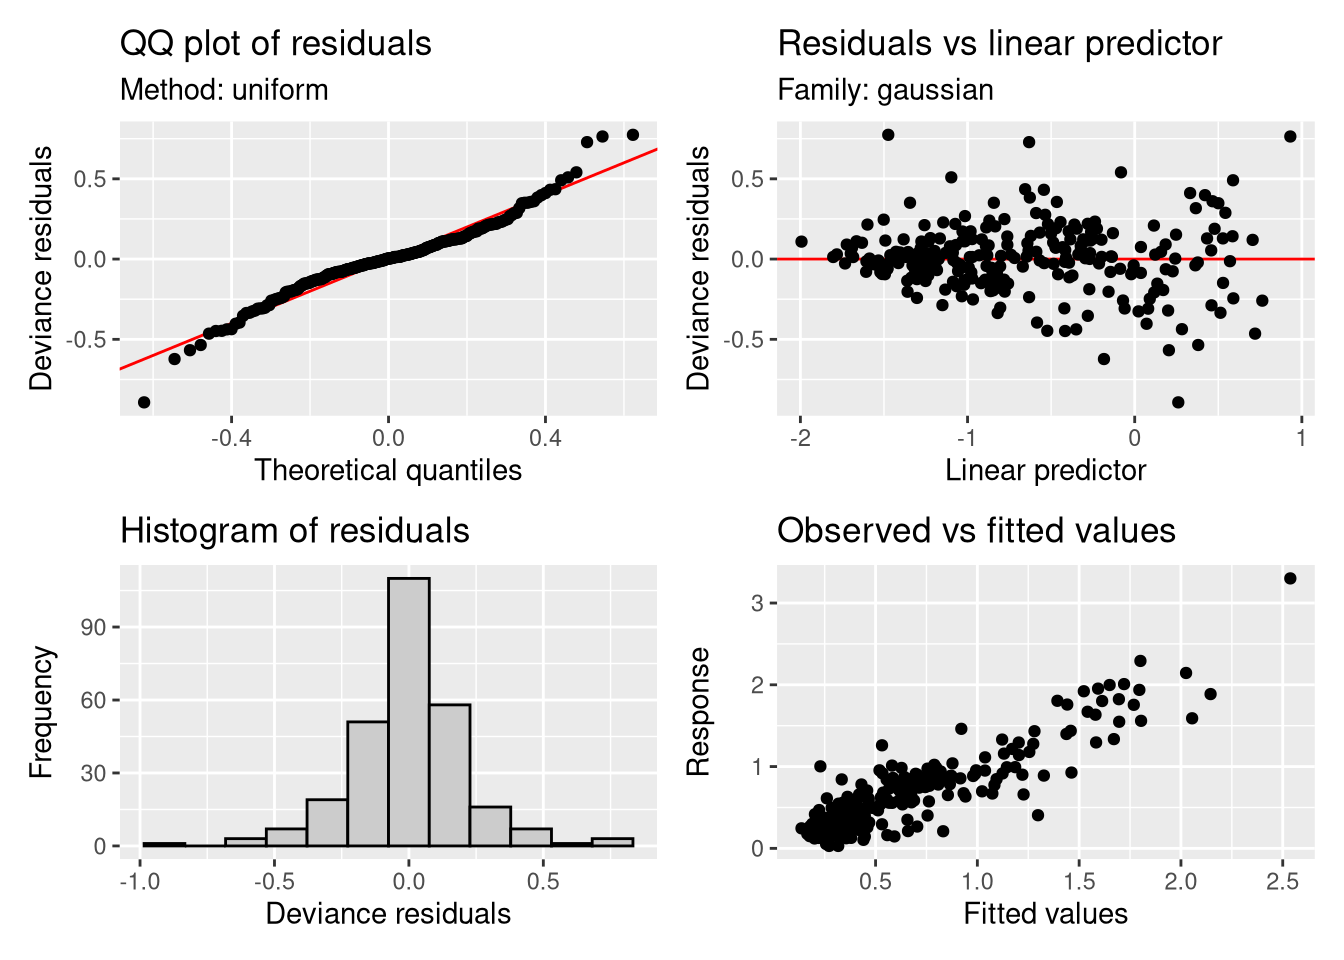 QQ plot of residuals
Method: uniform
Deviance residuals
0.5
0.0
-0.5
-0.4
0.0
0.4
Theoretical quantiles
Residuals vs linear predictor
Family: gaussian
Deviance residuals
0.5
0.0
-0.5
-2
-1
0
1
Linear predictor
Histogram of residuals
Frequency
90
60
30
0
-1.0
-0.5
0.0
0.5
Deviance residuals
Observed vs fitted values
Response
3
2
1
0
0.5
1.0
1.5
2.0
2.5
Fitted values